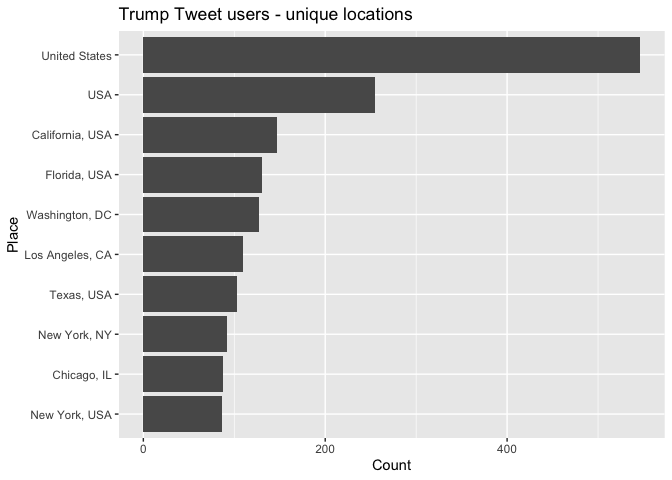 Trump Tweet users - unique locations
United States
USA
California, USA
Florida, USA
Washington, DC
Los Angeles, CA
Texas, USA
New York, NY
Chicago, IL
New York, USA
Place
0 200 400
Count